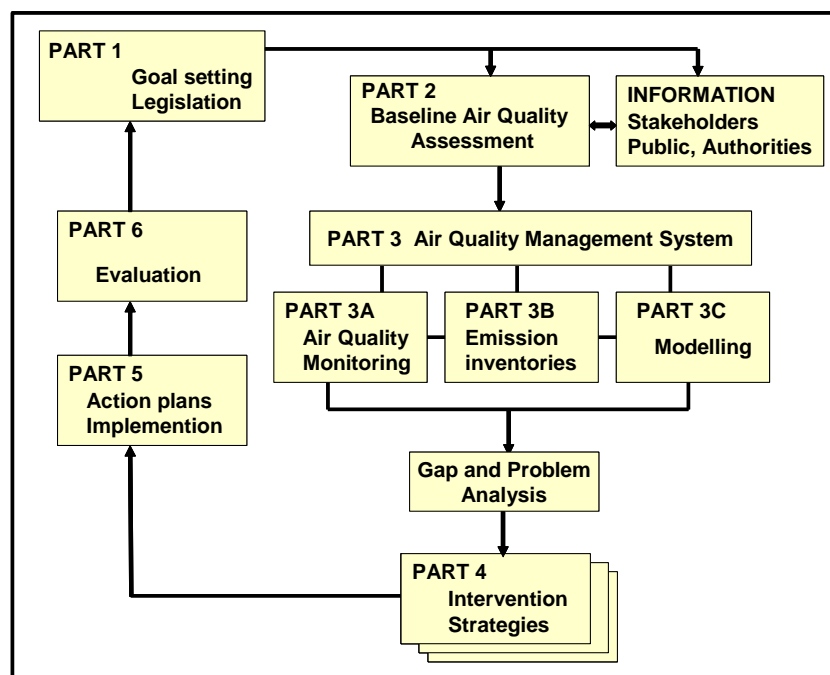 PART 1
Goal setting
Legislation
PART 2
Baseline Air Quality
Assessment
INFORMATION
Stakeholders
Public, Authorities
PART 3 Air Quality Management System
PART 3A
Air Quality
Monitoring
PART 3B
Emission
inventories
PART 3C
Modelling
Gap and Problem
Analysis
PART 4
Intervention
Strategies
PART 5
Action plans
Implemention
PART 6
Evaluation